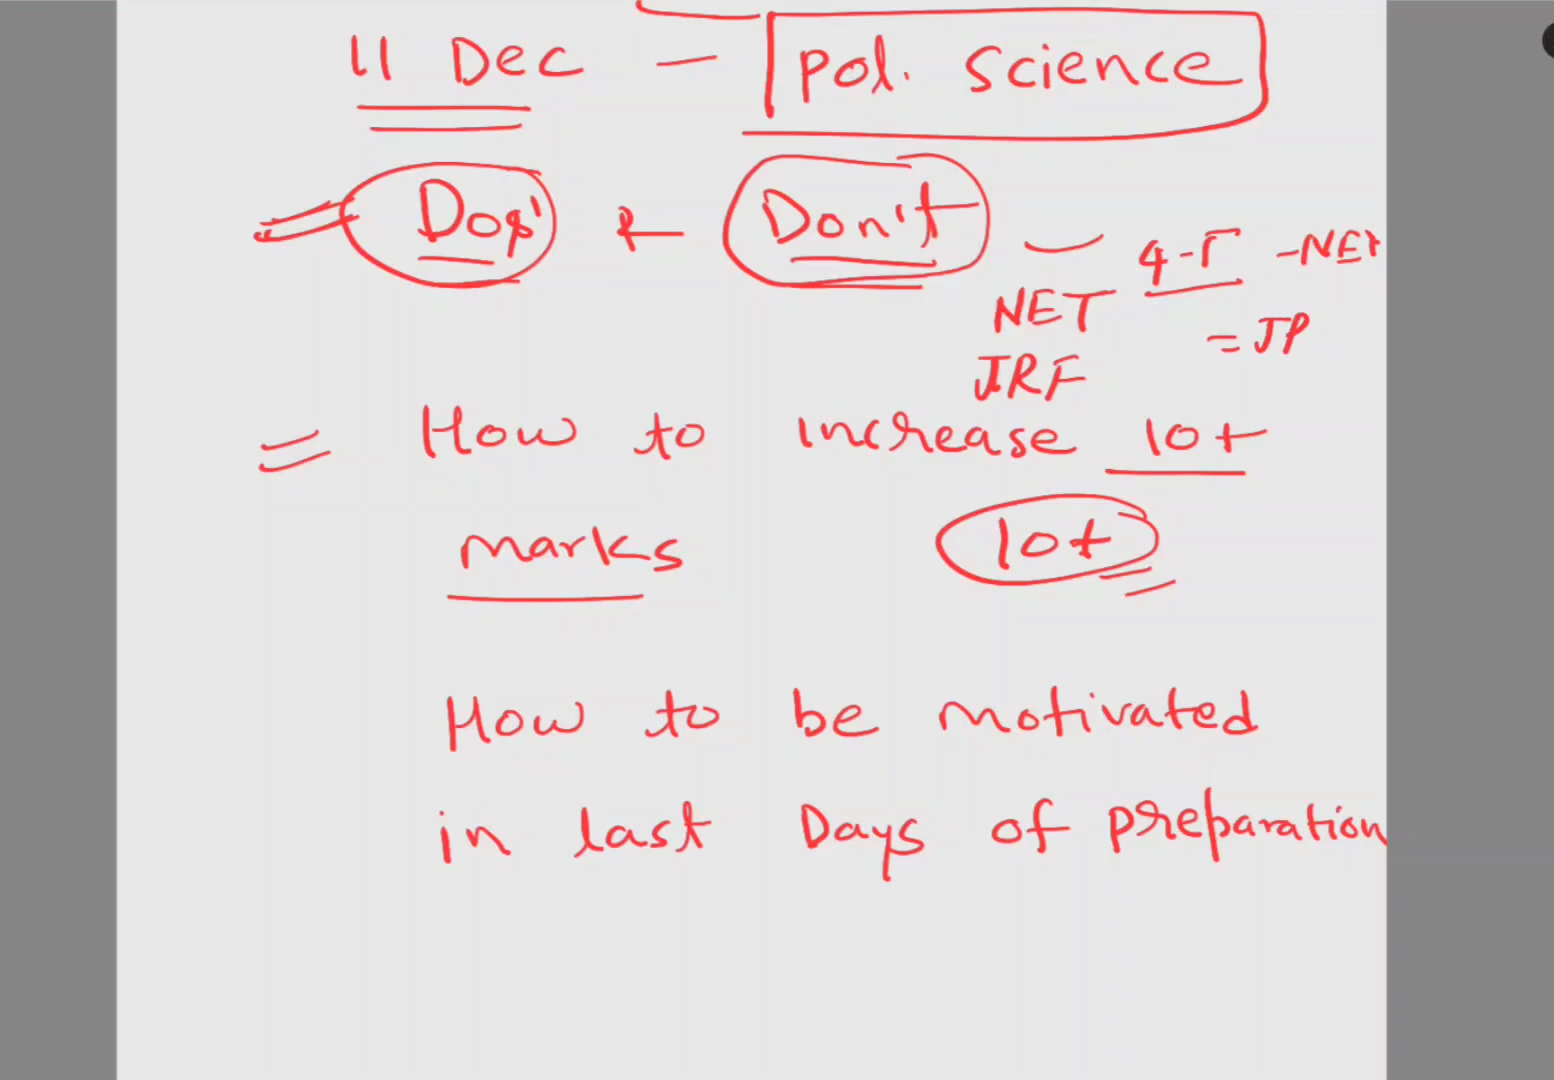 11 Dec — pol. science
Dos' & Don't
4-5 -NET
NET
= JP
JRF
= How to increase 10+
marks 10+
How to be motivated
in last Days of preparation